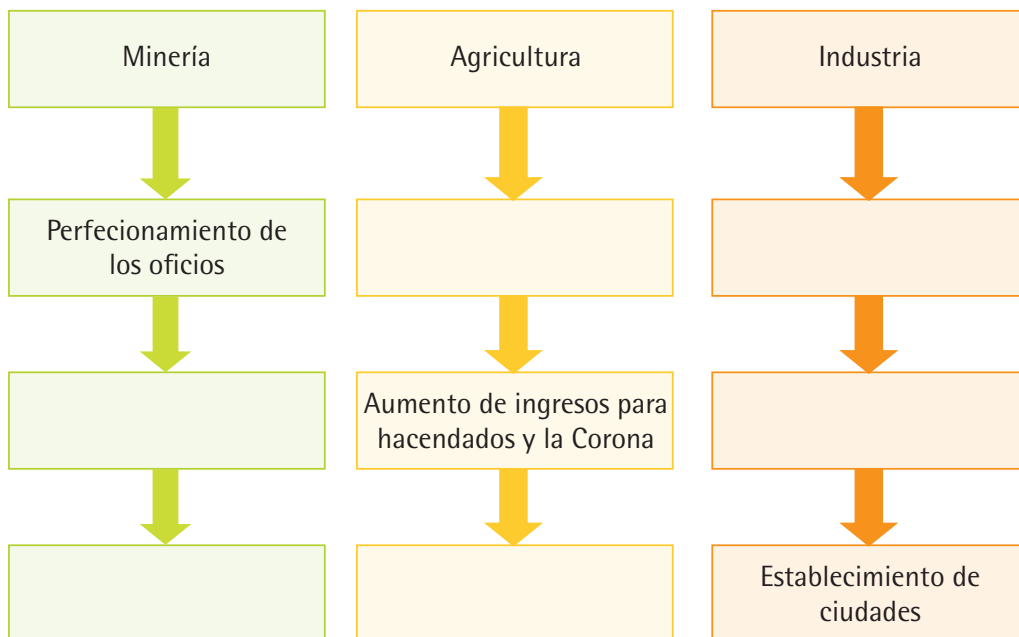 Minería
Agricultura
Industria
Perfecionamiento de
los oficios
Aumento de ingresos para
hacendados y la Corona
Establecimiento de
ciudades